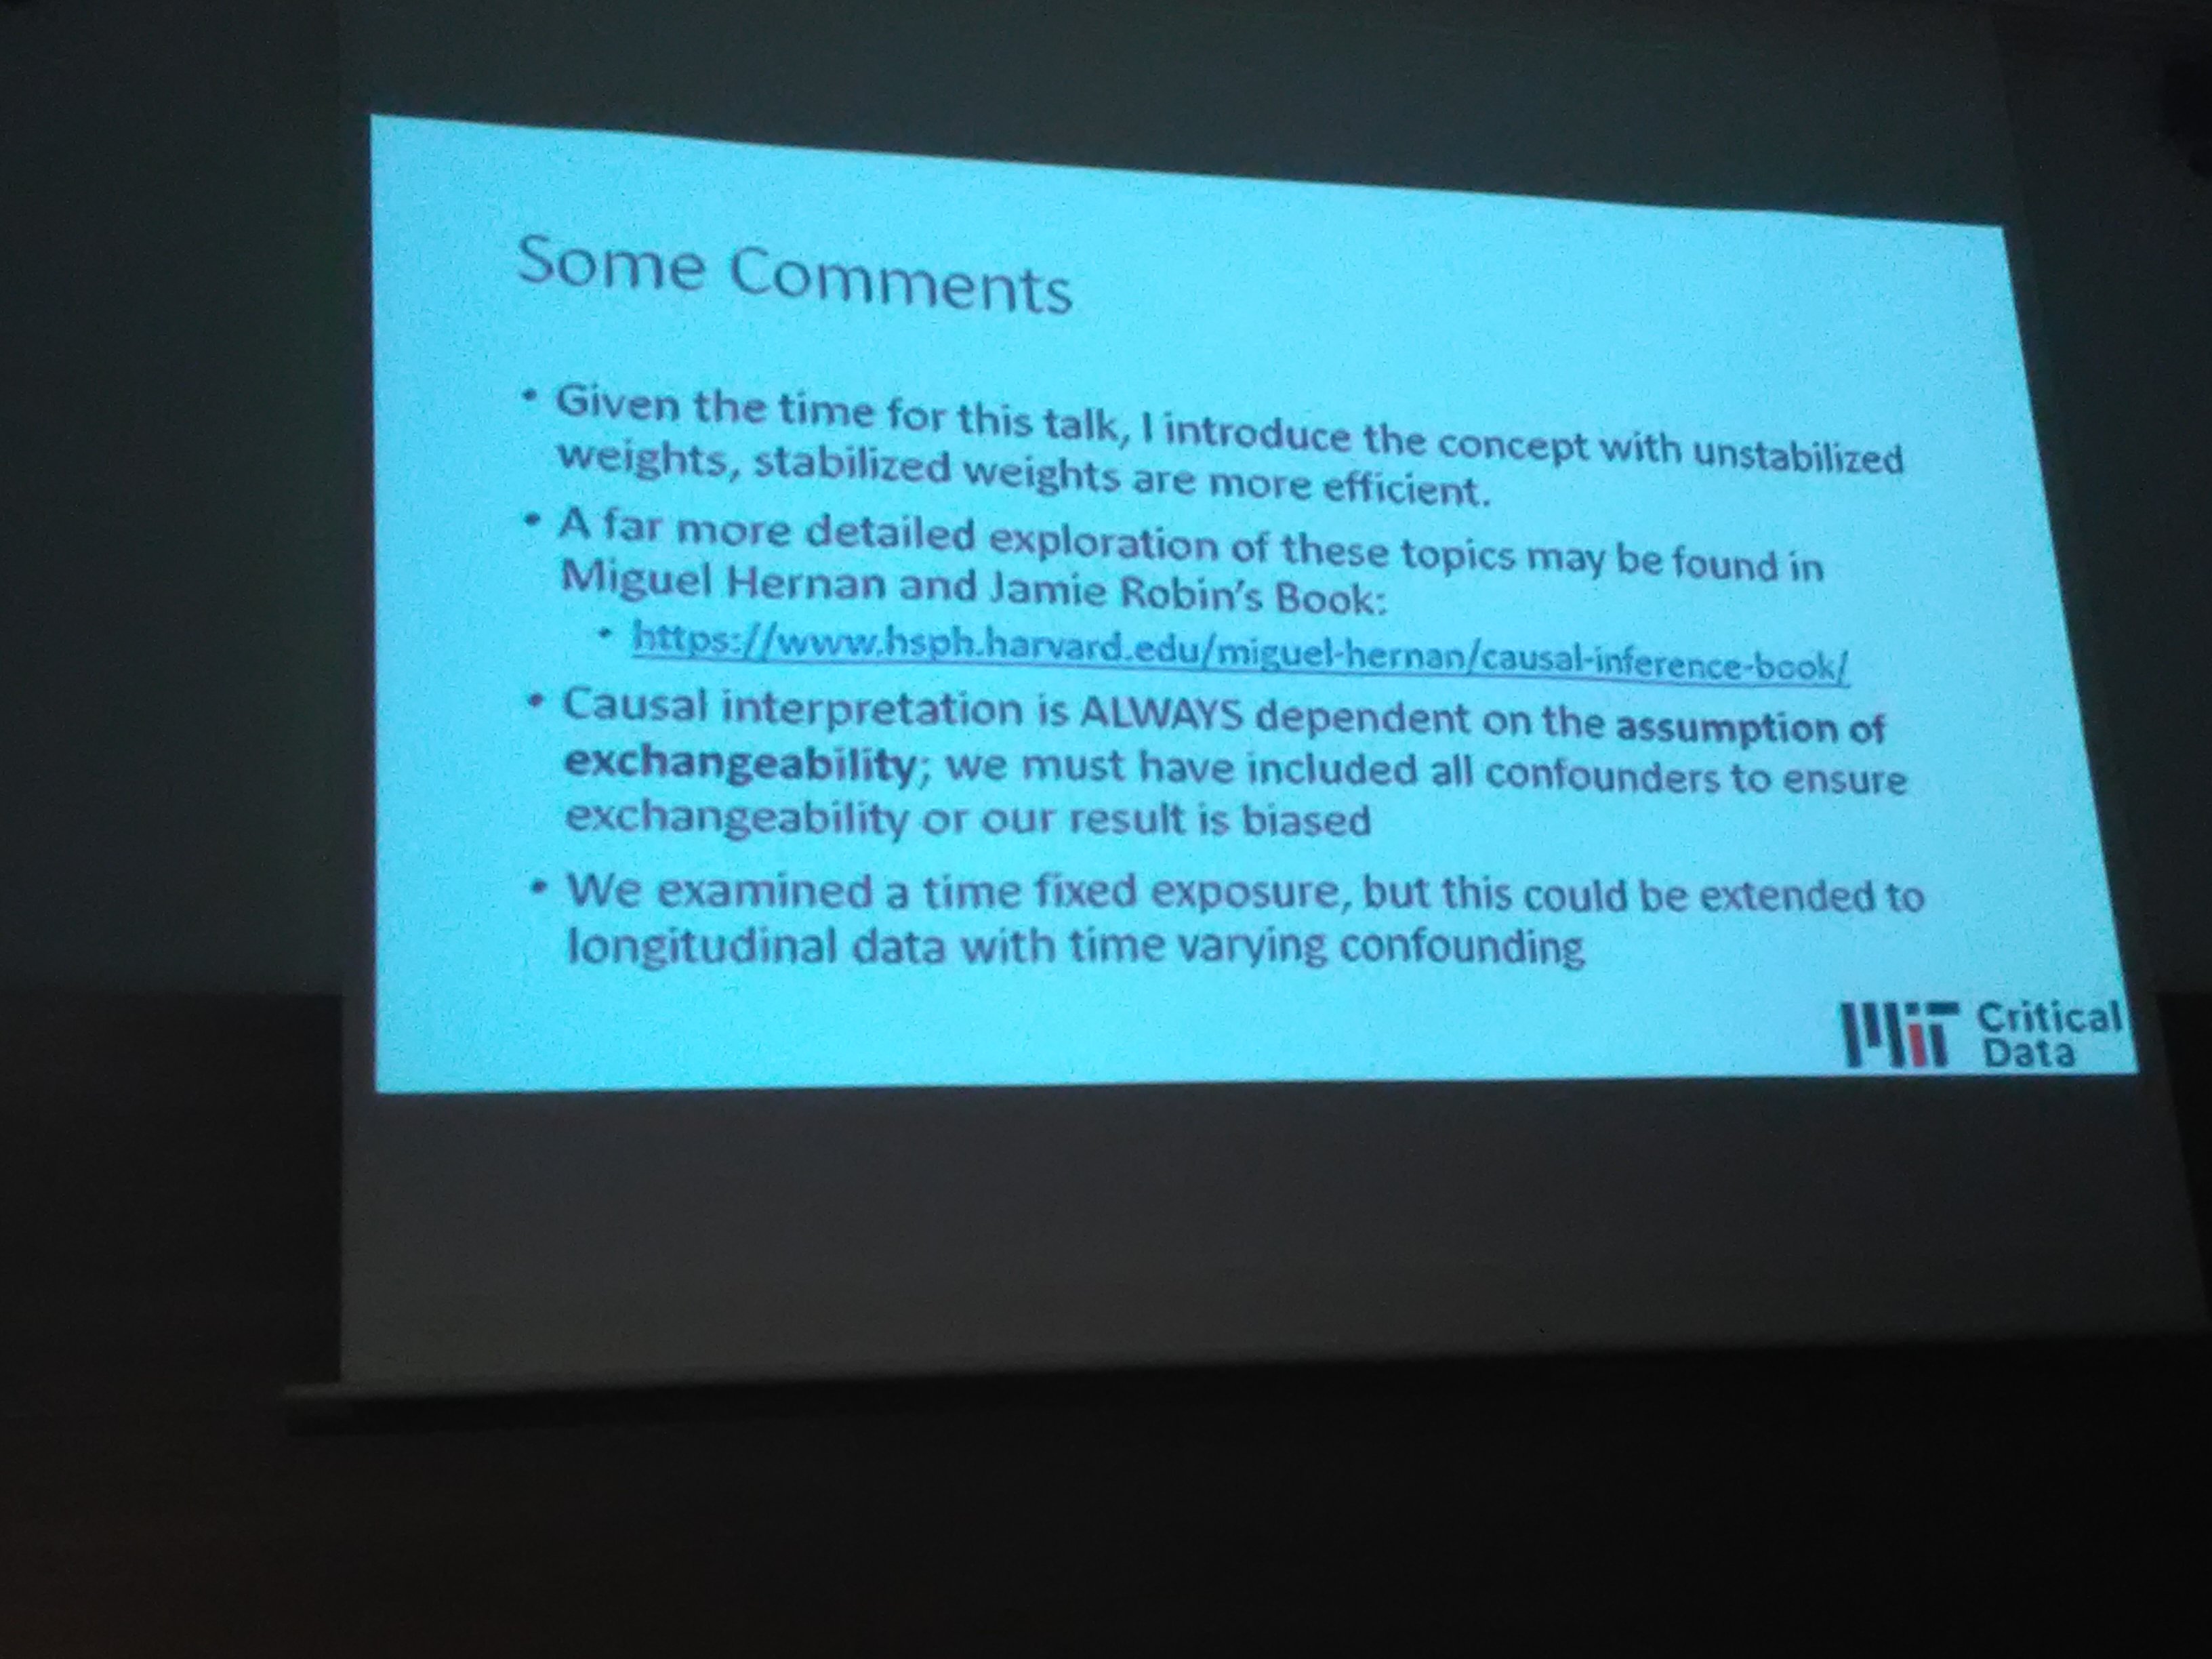 Some Comments
• Given the time for this talk, I introduce the concept with unstabilized
weights, stabilized weights are more efficient.
• A far more detailed exploration of these topics may be found in
Miguel Hernan and Jamie Robin's Book:
• https://www.hsph.harvard.edu/miguel-hernan/causal-inference-book/
• Causal interpretation is ALWAYS dependent on the assumption of
exchangeability; we must have included all confounders to ensure
exchangeability or our result is biased
• We examined a time fixed exposure, but this could be extended to
longitudinal data with time varying confounding
MIT Critical
Data